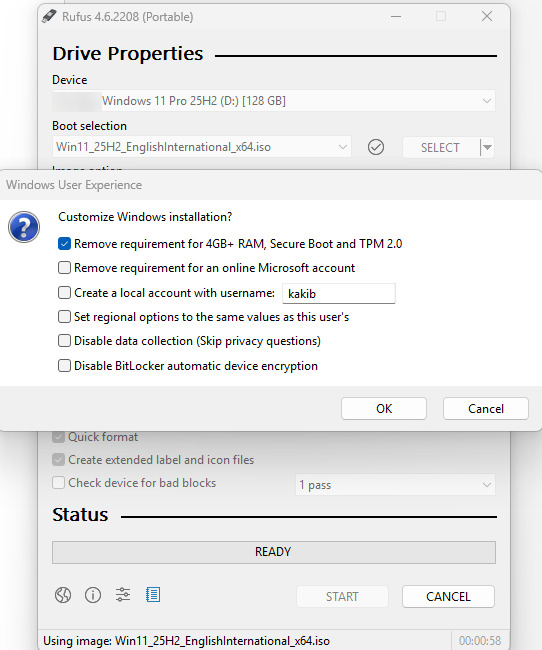 Rufus 4.6.2208 (Portable)
Drive Properties
Device
Windows 11 Pro 25H2 (D:) [128 GB]
Boot selection
Win11_25H2_EnglishInternational_x64.iso
SELECT
Windows User Experience
Customize Windows installation?
Remove requirement for 4GB+ RAM, Secure Boot and TPM 2.0
Remove requirement for an online Microsoft account
Create a local account with username: kakib
Set regional options to the same values as this user's
Disable data collection (Skip privacy questions)
Disable BitLocker automatic device encryption
OK Cancel
Quick format
Create extended label and icon files
Check device for bad blocks 1 pass
Status
READY
START CANCEL
Using image: Win11_25H2_EnglishInternational_x64.iso 00:00:58